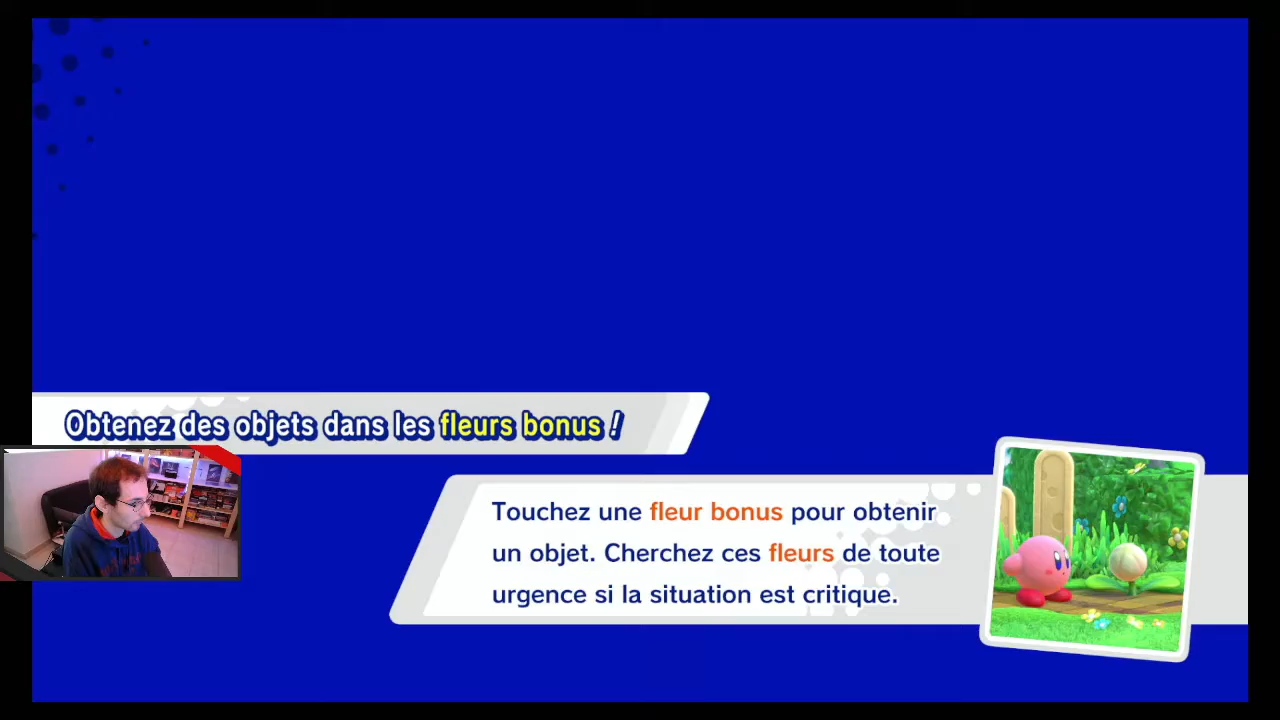 Obtenez des objets dans les fleurs bonus !
Touchez une fleur bonus pour obtenir
un objet. Cherchez ces fleurs de toute
urgence si la situation est critique.